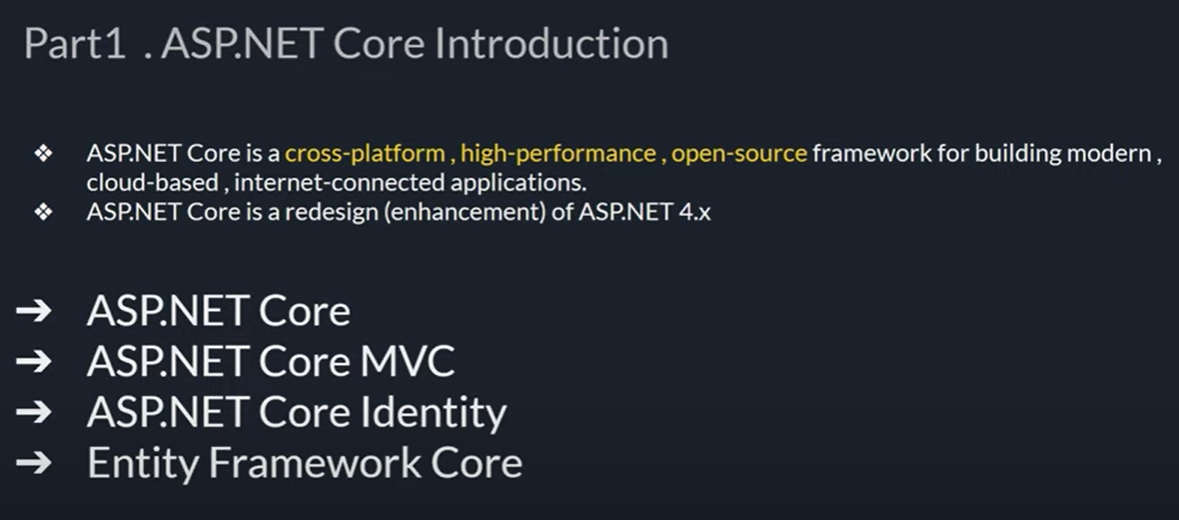 Part1 . ASP.NET Core Introduction
❖ ASP.NET Core is a cross-platform , high-performance , open-source framework for building modern ,
cloud-based , internet-connected applications.
❖ ASP.NET Core is a redesign (enhancement) of ASP.NET 4.x
➔ ASP.NET Core
➔ ASP.NET Core MVC
➔ ASP.NET Core Identity
➔ Entity Framework Core